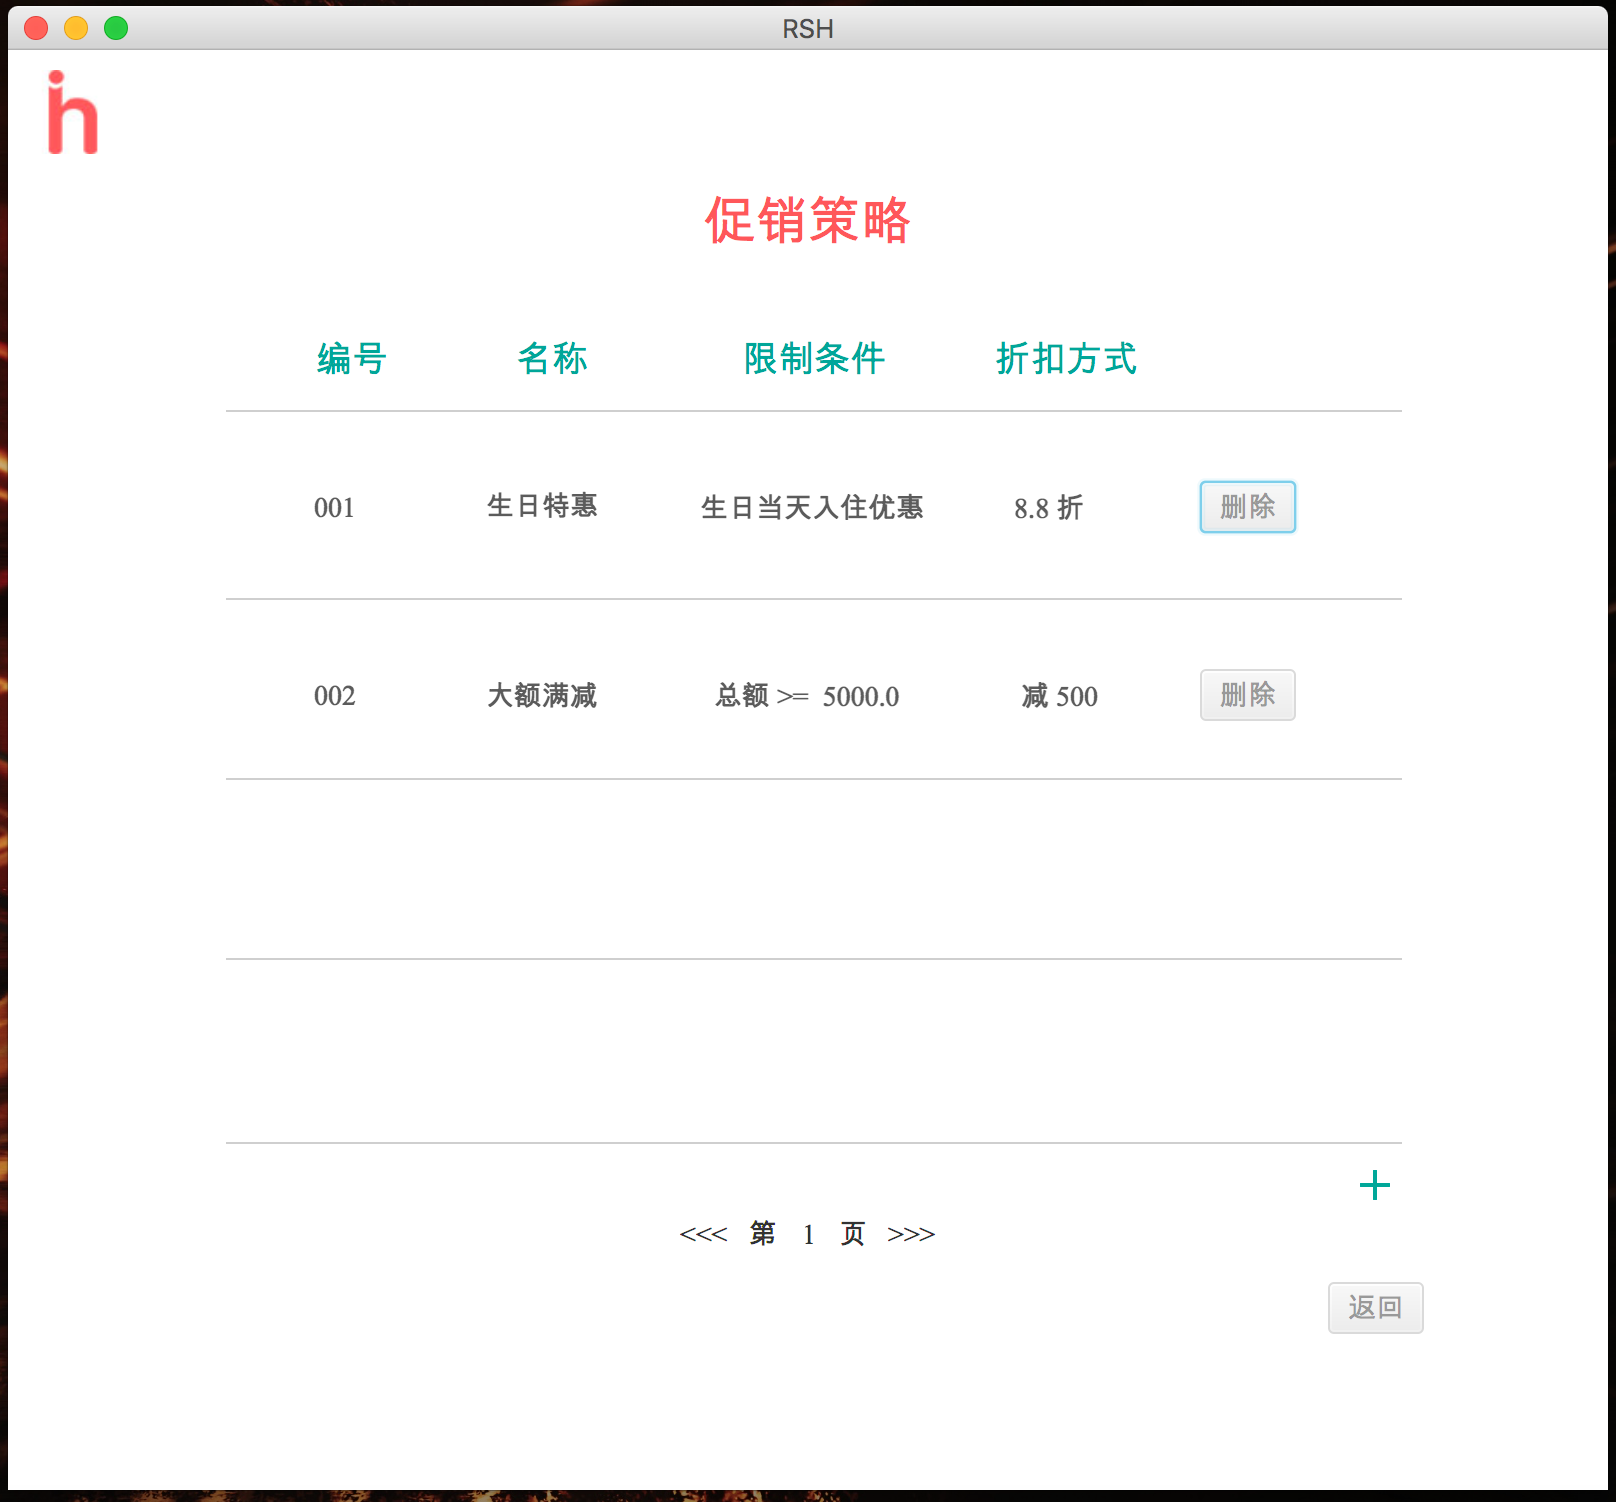 RSH
促销策略
编号 名称 限制条件 折扣方式
001 生日特惠 生日当天入住优惠 8.8 折 删除
002 大额满减 总额 >= 5000.0 减 500 删除
+
<<< 第 1 页 >>>
返回